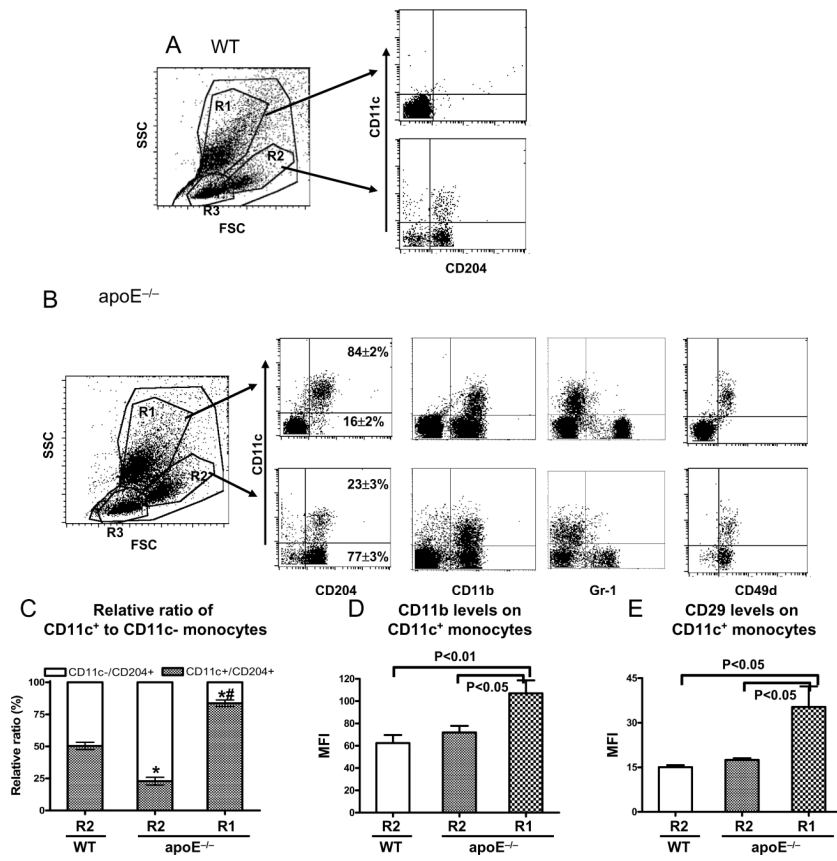 A WT
SSC
R1
R2
R3
FSC
CD11c
CD204
B apoE–/–
SSC
R1
R2
R3
FSC
CD11c
84±2%
16±2%
23±3%
77±3%
CD204
CD11b
Gr-1
CD49d
C Relative ratio of
CD11c+ to CD11c- monocytes
CD11c-/CD204+ CD11c+/CD204+
Relative ratio (%)
100
75
50
25
0
*
*#
R2 R2 R1
WT apoE–/–
D CD11b levels on
CD11c+ monocytes
P<0.01
P<0.05
MFI
120
100
80
60
40
20
0
R2 R2 R1
WT apoE–/–
E CD29 levels on
CD11c+ monocytes
P<0.05
P<0.05
MFI
45
30
15
0
R2 R2 R1
WT apoE–/–